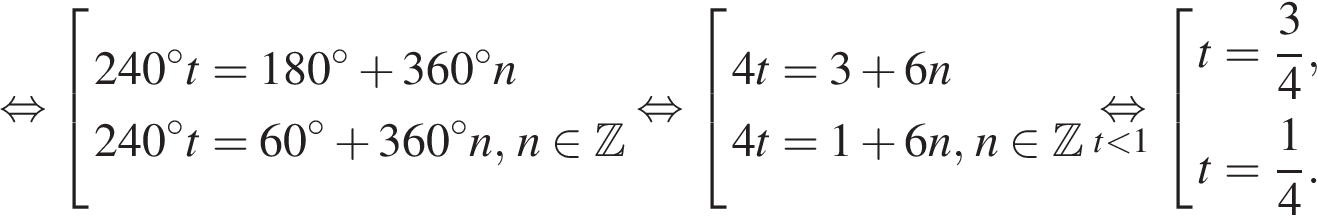 ⇔ [ 240°t = 180° + 360°n
240°t = 60° + 360°n, n ∈ ℤ ⇔ [ 4t = 3 + 6n
4t = 1 + 6n, n ∈ ℤ ⇔ t<1 [ t = 3/4,
t = 1/4.